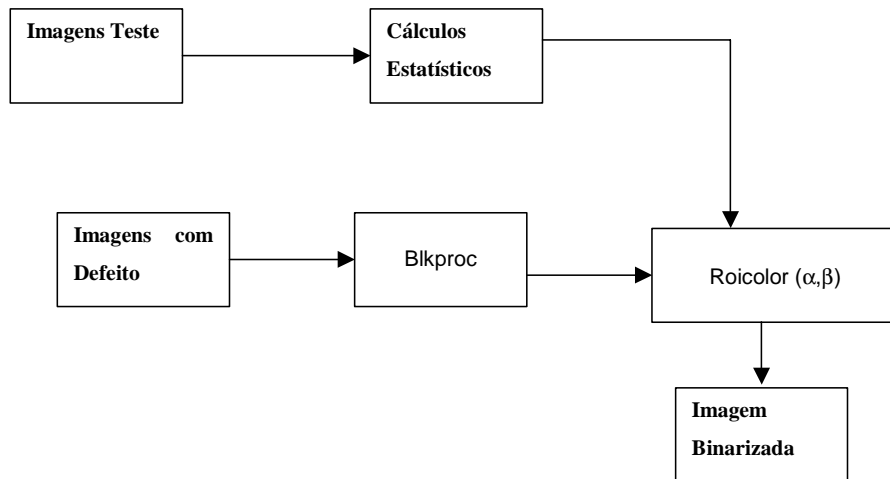 Imagens Teste
Cálculos
Estatísticos
Imagens com
Defeito
Blkproc
Roicolor (α,β)
Imagem
Binarizada